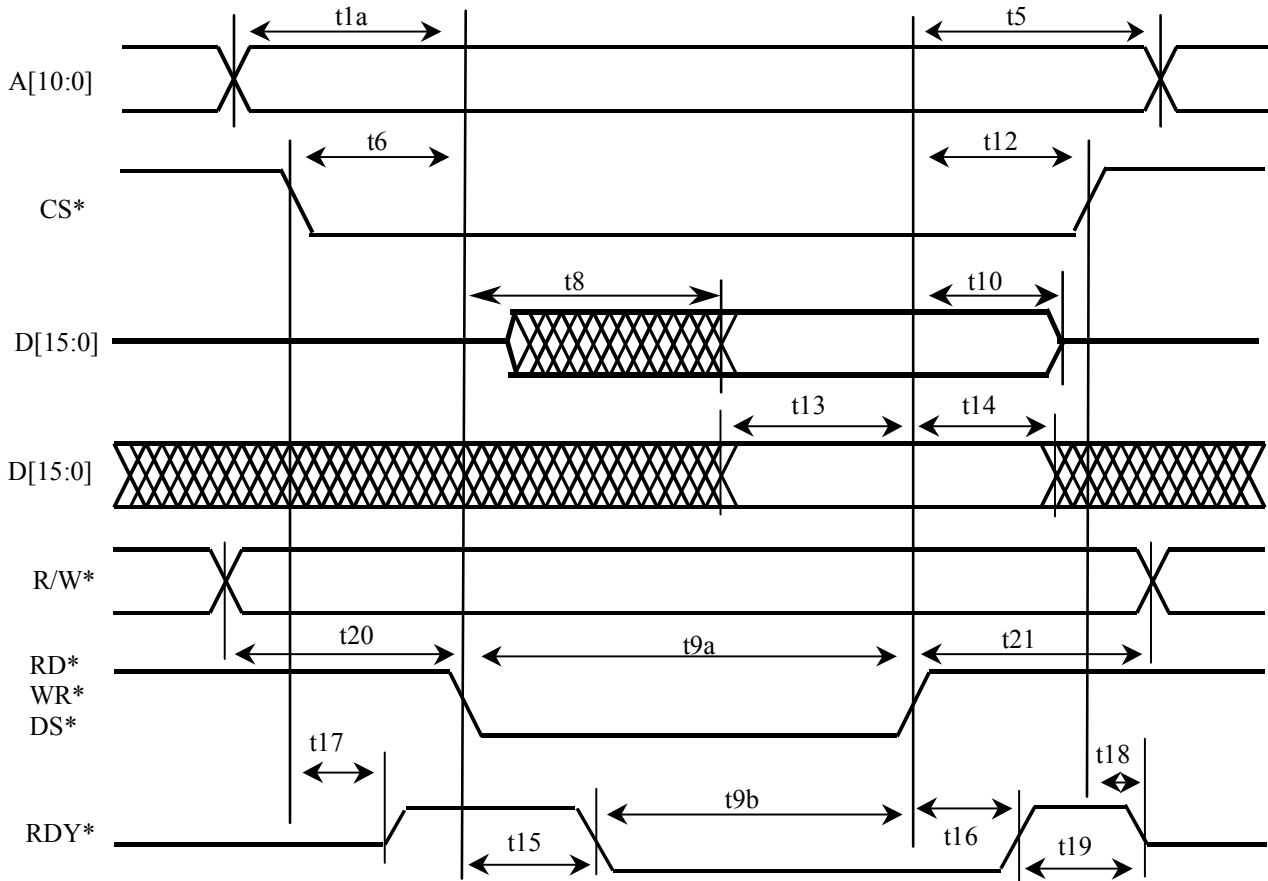 t1a t5
A[10:0]
t6 t12
CS*
t8 t10
D[15:0]
t13 t14
D[15:0]
R/W*
t20 t9a t21
RD*
WR*
DS*
t17 t18
t9b
RDY*
t15 t16 t19